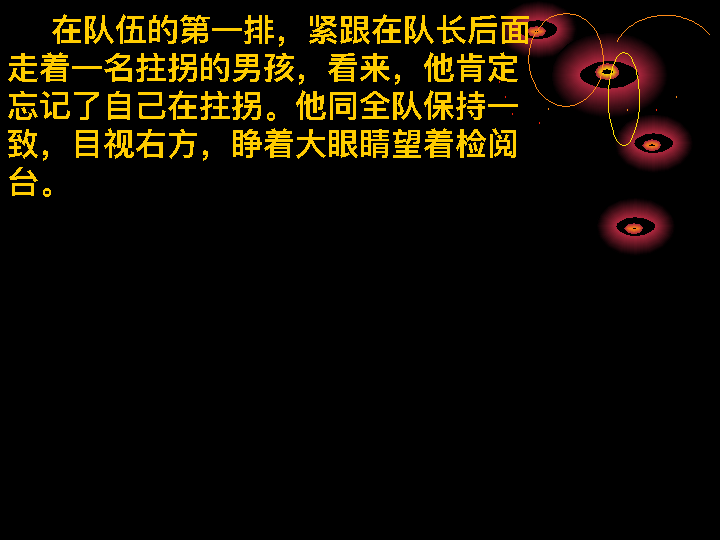 在队伍的第一排，紧跟在队长后面
走着一名拄拐的男孩，看来，他肯定
忘记了自己在拄拐。他同全队保持一
致，目视右方，睁着大眼睛望着检阅
台。